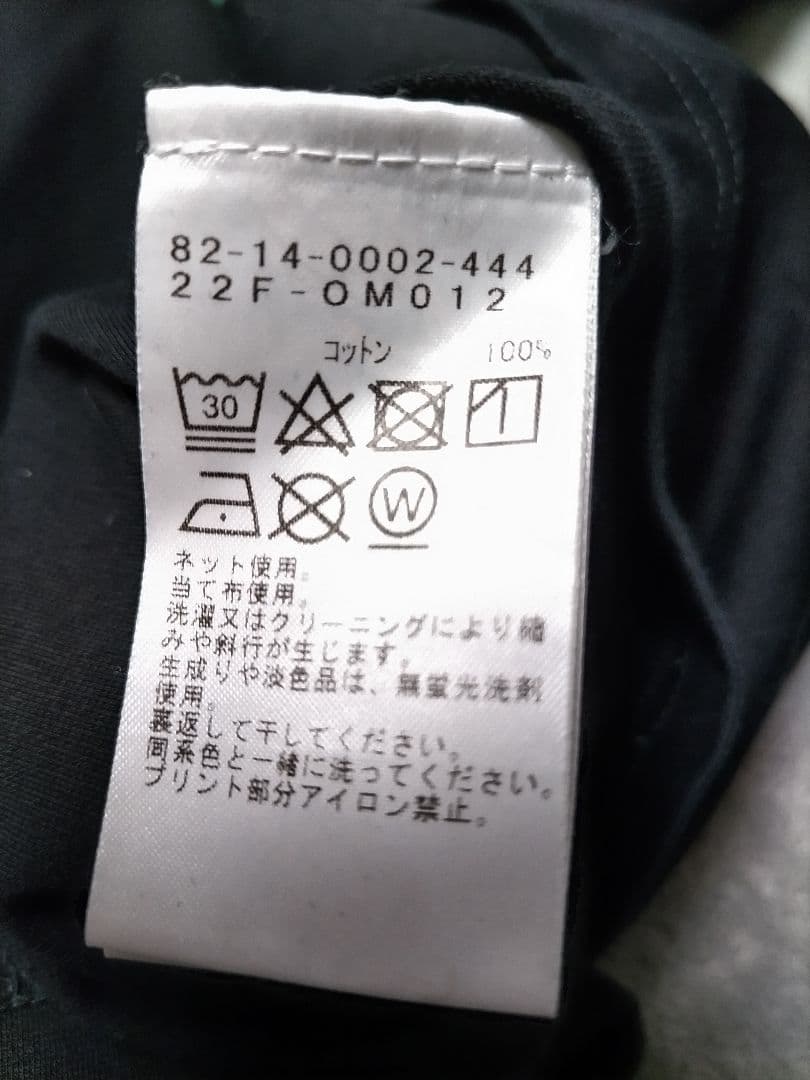 82-14-0002-444
22F-OM012
コットン 100%
30
W
ネット使用。
当て布使用。
洗濯又はクリーニングにより縮
みや斜行が生じます。
生成りや淡色品は、無蛍光洗剤
使用。
裏返して干してください。
同系色と一緒に洗ってください。
プリント部分アイロン禁止。